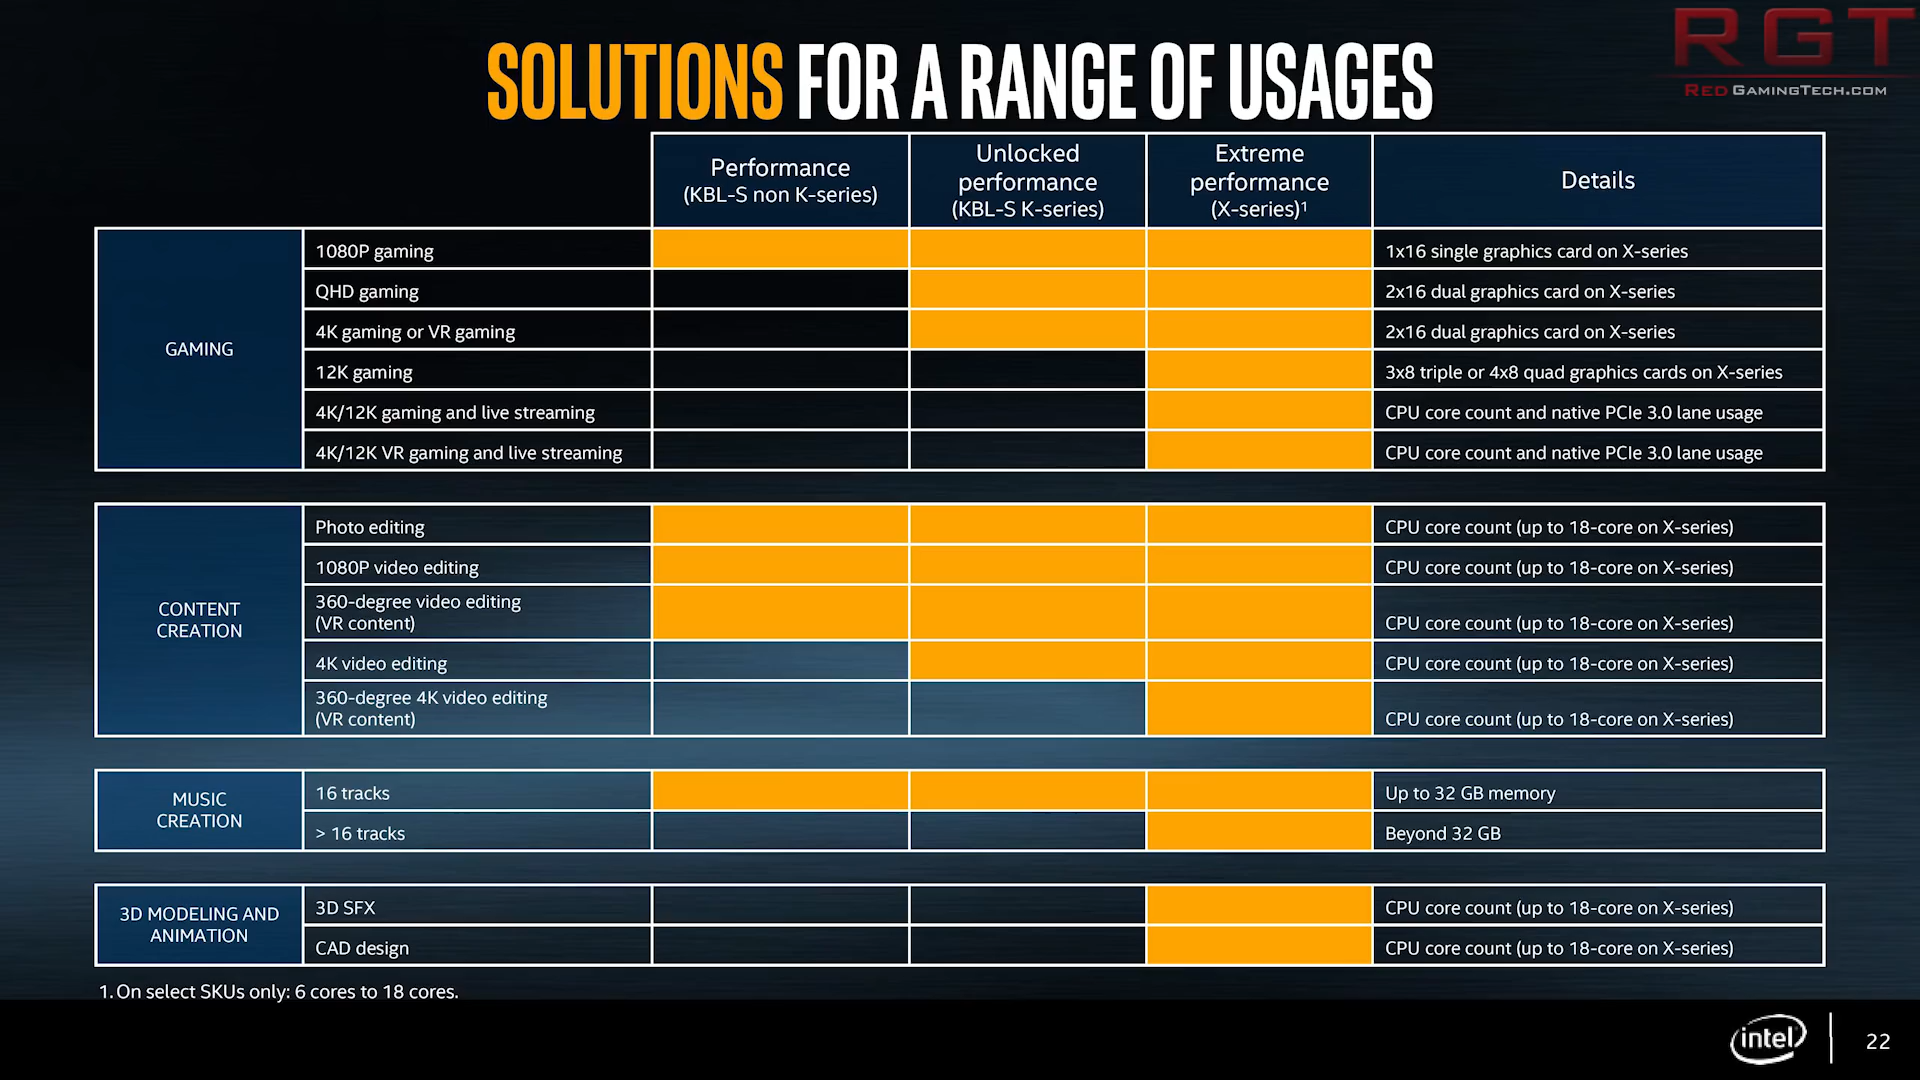 RGT
RED GAMINGTECH.COM
SOLUTIONS FOR A RANGE OF USAGES
Performance
(KBL-S non K-series)
Unlocked
performance
(KBL-S K-series)
Extreme
performance
(X-series)¹
Details
GAMING
1080P gaming
1x16 single graphics card on X-series
QHD gaming
2x16 dual graphics card on X-series
4K gaming or VR gaming
2x16 dual graphics card on X-series
12K gaming
3x8 triple or 4x8 quad graphics cards on X-series
4K/12K gaming and live streaming
CPU core count and native PCIe 3.0 lane usage
4K/12K VR gaming and live streaming
CPU core count and native PCIe 3.0 lane usage
CONTENT
CREATION
Photo editing
CPU core count (up to 18-core on X-series)
1080P video editing
CPU core count (up to 18-core on X-series)
360-degree video editing
(VR content)
CPU core count (up to 18-core on X-series)
4K video editing
CPU core count (up to 18-core on X-series)
360-degree 4K video editing
(VR content)
CPU core count (up to 18-core on X-series)
MUSIC
CREATION
16 tracks
Up to 32 GB memory
> 16 tracks
Beyond 32 GB
3D MODELING AND
ANIMATION
3D SFX
CPU core count (up to 18-core on X-series)
CAD design
CPU core count (up to 18-core on X-series)
1. On select SKUs only: 6 cores to 18 cores.
intel
22